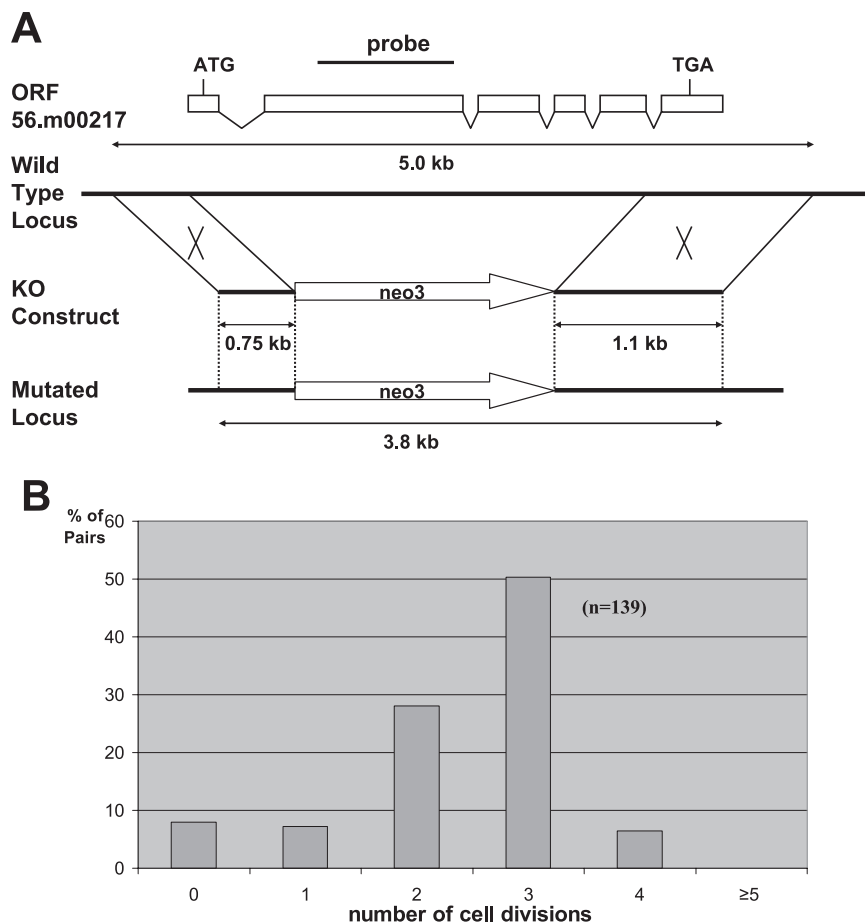 A
probe
ATG
TGA
ORF
56.m00217
5.0 kb
Wild
Type
Locus
KO
Construct
neo3
0.75 kb
1.1 kb
Mutated
Locus
neo3
3.8 kb
B
% of
Pairs
60
50
40
30
20
10
0
(n=139)
0 1 2 3 4 ≥5
number of cell divisions